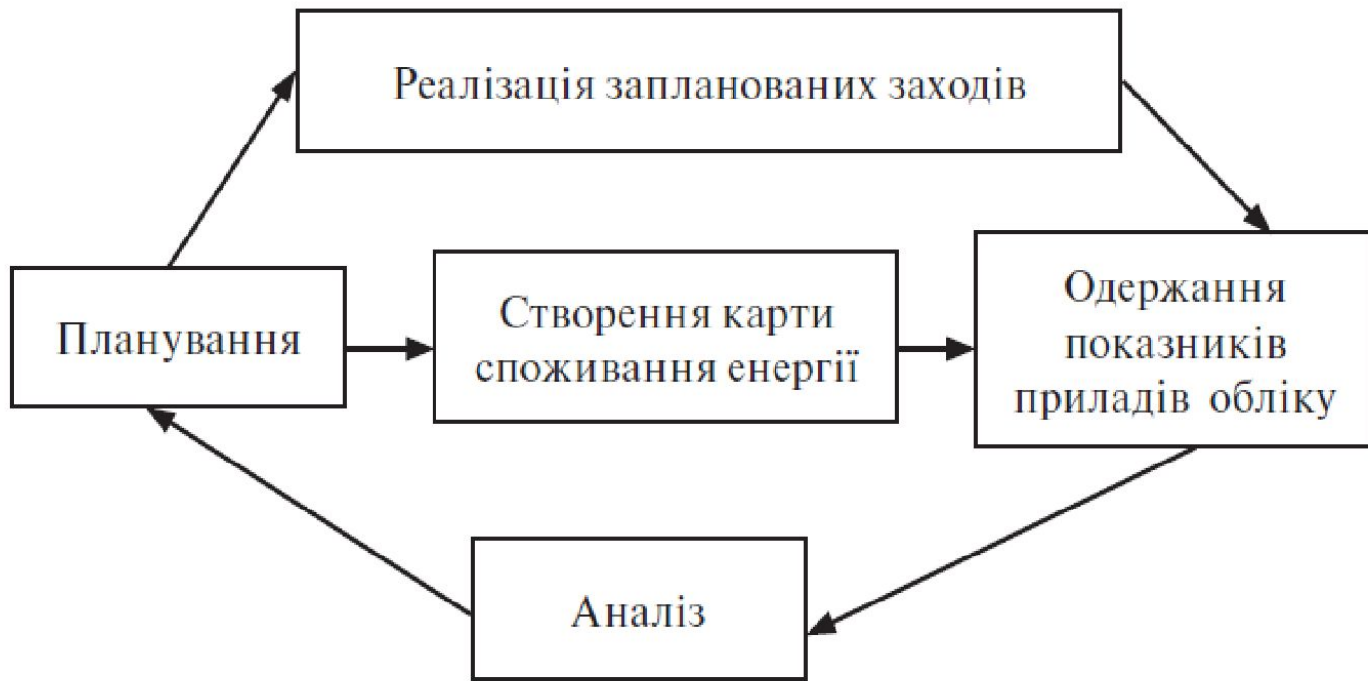 Реалізація запланованих заходів
Планування
Створення карти
споживання енергії
Одержання
показників
приладів обліку
Аналіз